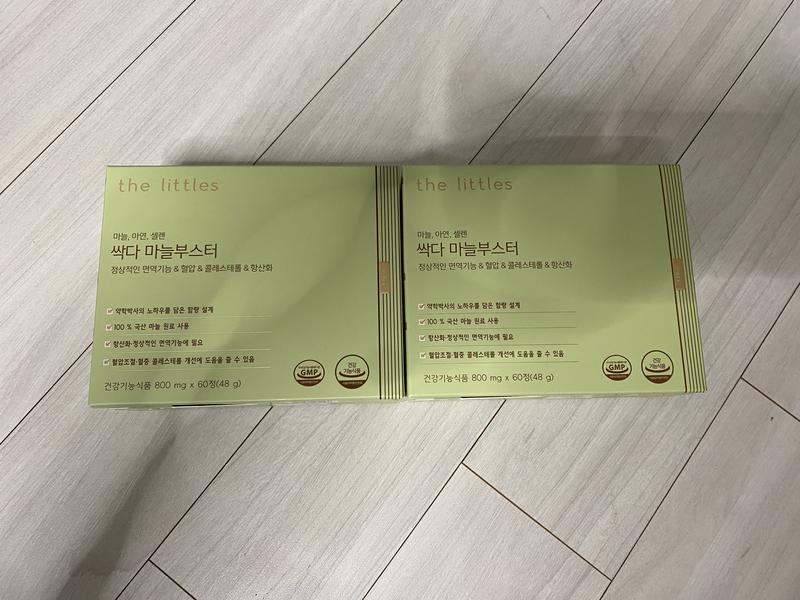 the littles
마늘, 아연, 셀렌
싹다 마늘부스터
정상적인 면역기능 & 혈압 & 콜레스테롤 & 항산화
약학박사의 노하우를 담은 함량 설계
100 % 국산 마늘 원료 사용
항산화·정상적인 면역기능에 필요
혈압조절·혈중 콜레스테롤 개선에 도움을 줄 수 있음
건강기능식품 800 mg x 60정(48 g)
GMP
건강
기능식품
the littles
마늘, 아연, 셀렌
싹다 마늘부스터
정상적인 면역기능 & 혈압 & 콜레스테롤 & 항산화
약학박사의 노하우를 담은 함량 설계
100 % 국산 마늘 원료 사용
항산화·정상적인 면역기능에 필요
혈압조절·혈중 콜레스테롤 개선에 도움을 줄 수 있음
건강기능식품 800 mg x 60정(48 g)
GMP
건강
기능식품